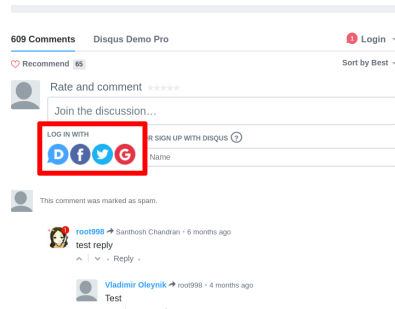 609 Comments Disqus Demo Pro 1 Login
Recommend 65 Sort by Best
Rate and comment
Join the discussion...
LOG IN WITH R SIGN UP WITH DISQUS ?
D f G Name
This comment was marked as spam.
root998 Santhosh Chandran • 6 months ago
1
test reply
Reply
Vladimir Oleynik root998 • 4 months ago
Test